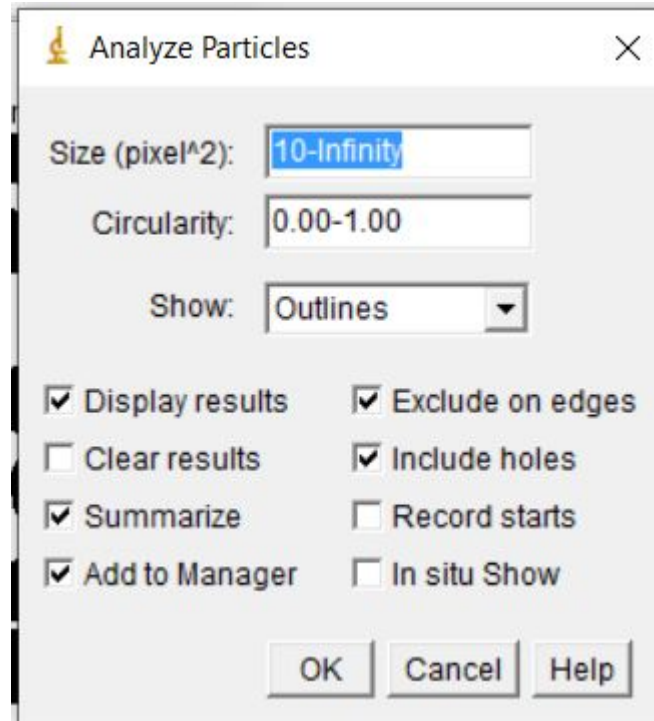 Analyze Particles
Size (pixel^2): 10-Infinity
Circularity: 0.00-1.00
Show: Outlines
Display results Exclude on edges
Clear results Include holes
Summarize Record starts
Add to Manager In situ Show
OK Cancel Help